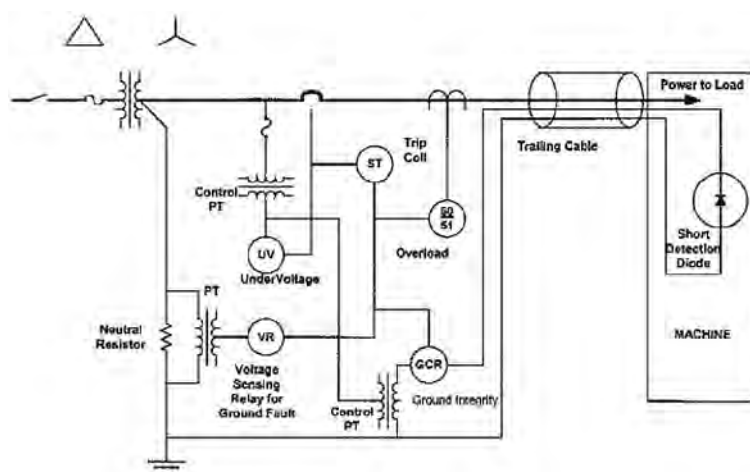 Power to Load
Trailing Cable
ST
Trip
Coil
Control
PT
50
51
Overload
UV
UnderVoltage
Short
Detection
Diode
PT
Neutral
Resistor
VR
Voltage
Sensing
Relay for
Ground Fault
GCR
Ground Integrity
Control
PT
MACHINE